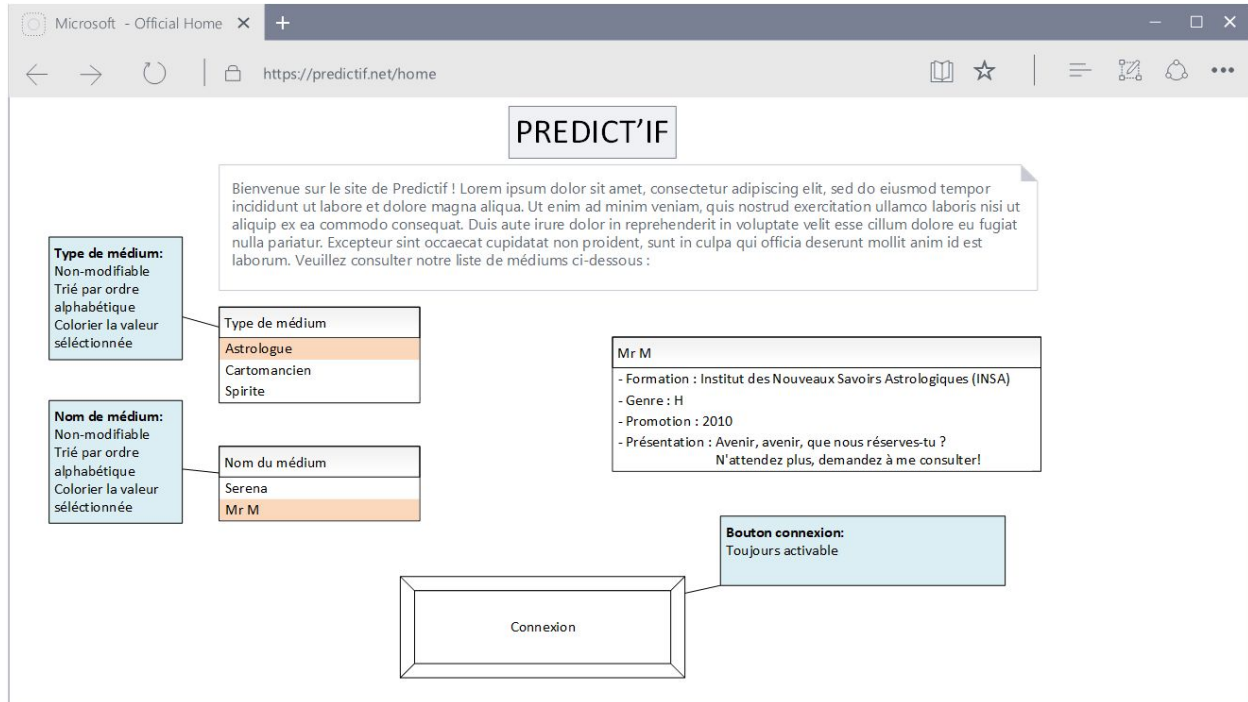 Microsoft - Official Home
https://predictif.net/home
PREDICT’IF
Bienvenue sur le site de Predictif ! Lorem ipsum dolor sit amet, consectetur adipiscing elit, sed do eiusmod tempor
incididunt ut labore et dolore magna aliqua. Ut enim ad minim veniam, quis nostrud exercitation ullamco laboris nisi ut
aliquip ex ea commodo consequat. Duis aute irure dolor in reprehenderit in voluptate velit esse cillum dolore eu fugiat
nulla pariatur. Excepteur sint occaecat cupidatat non proident, sunt in culpa qui officia deserunt mollit anim id est
laborum. Veuillez consulter notre liste de médiums ci-dessous :
Type de médium:
Non-modifiable
Trié par ordre
alphabétique
Colorier la valeur
séléctionnée
Type de médium
Astrologue
Cartomancien
Spirite
Mr M
- Formation : Institut des Nouveaux Savoirs Astrologiques (INSA)
- Genre : H
- Promotion : 2010
- Présentation : Avenir, avenir, que nous réserves-tu ?
N'attendez plus, demandez à me consulter!
Nom de médium:
Non-modifiable
Trié par ordre
alphabétique
Colorier la valeur
séléctionnée
Nom du médium
Serena
Mr M
Bouton connexion:
Toujours activable
Connexion